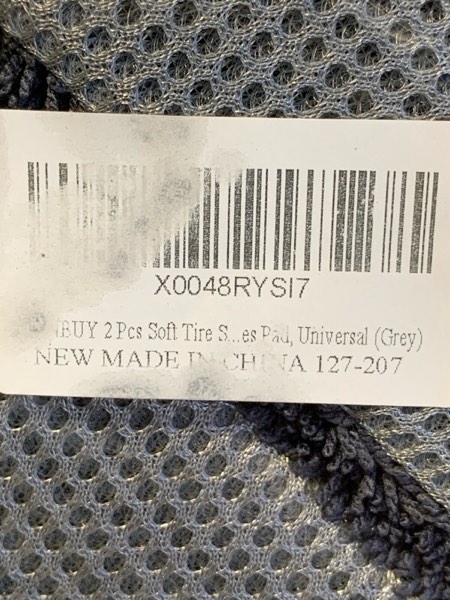 X0048RYSI7
2 Pcs Soft Tire S...es Pad, Universal (Grey)
NEW MADE IN CHINA 127-207